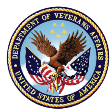 DEPARTMENT OF VETERANS AFFAIRS
UNITED STATES OF AMERICA